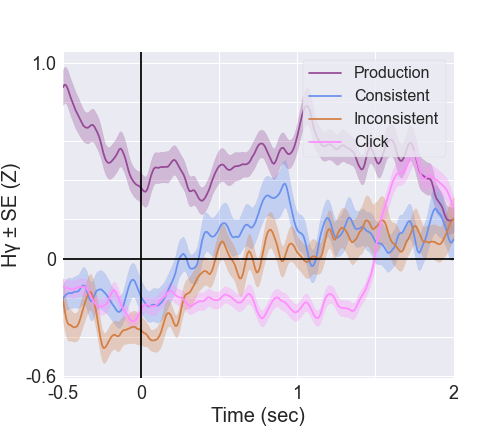 1.0
Production
Consistent
Inconsistent
Click
Hγ ± SE (Z)
0
-0.6
-0.5
0
1
2
Time (sec)